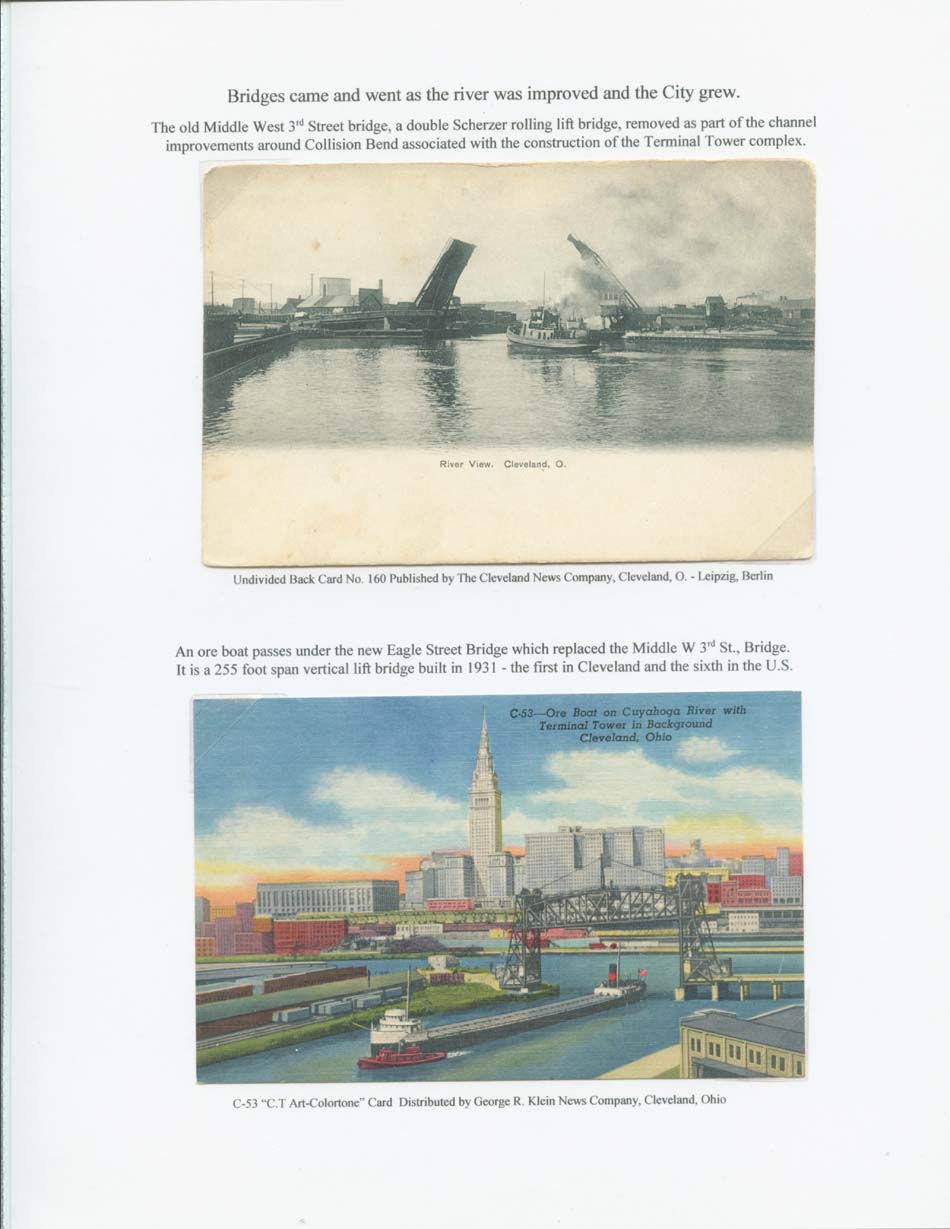 Bridges came and went as the river was improved and the City grew.
The old Middle West 3rd Street bridge, a double Scherzer rolling lift bridge, removed as part of the channel
improvements around Collision Bend associated with the construction of the Terminal Tower complex.
River View. Cleveland, O.
Undivided Back Card No. 160 Published by The Cleveland News Company, Cleveland, O. - Leipzig, Berlin
An ore boat passes under the new Eagle Street Bridge which replaced the Middle W 3rd St., Bridge.
It is a 255 foot span vertical lift bridge built in 1931 - the first in Cleveland and the sixth in the U.S.
C-53—Ore Boat on Cuyahoga River with
Terminal Tower in Background
Cleveland, Ohio
C-53 “C.T Art-Colortone” Card Distributed by George R. Klein News Company, Cleveland, Ohio